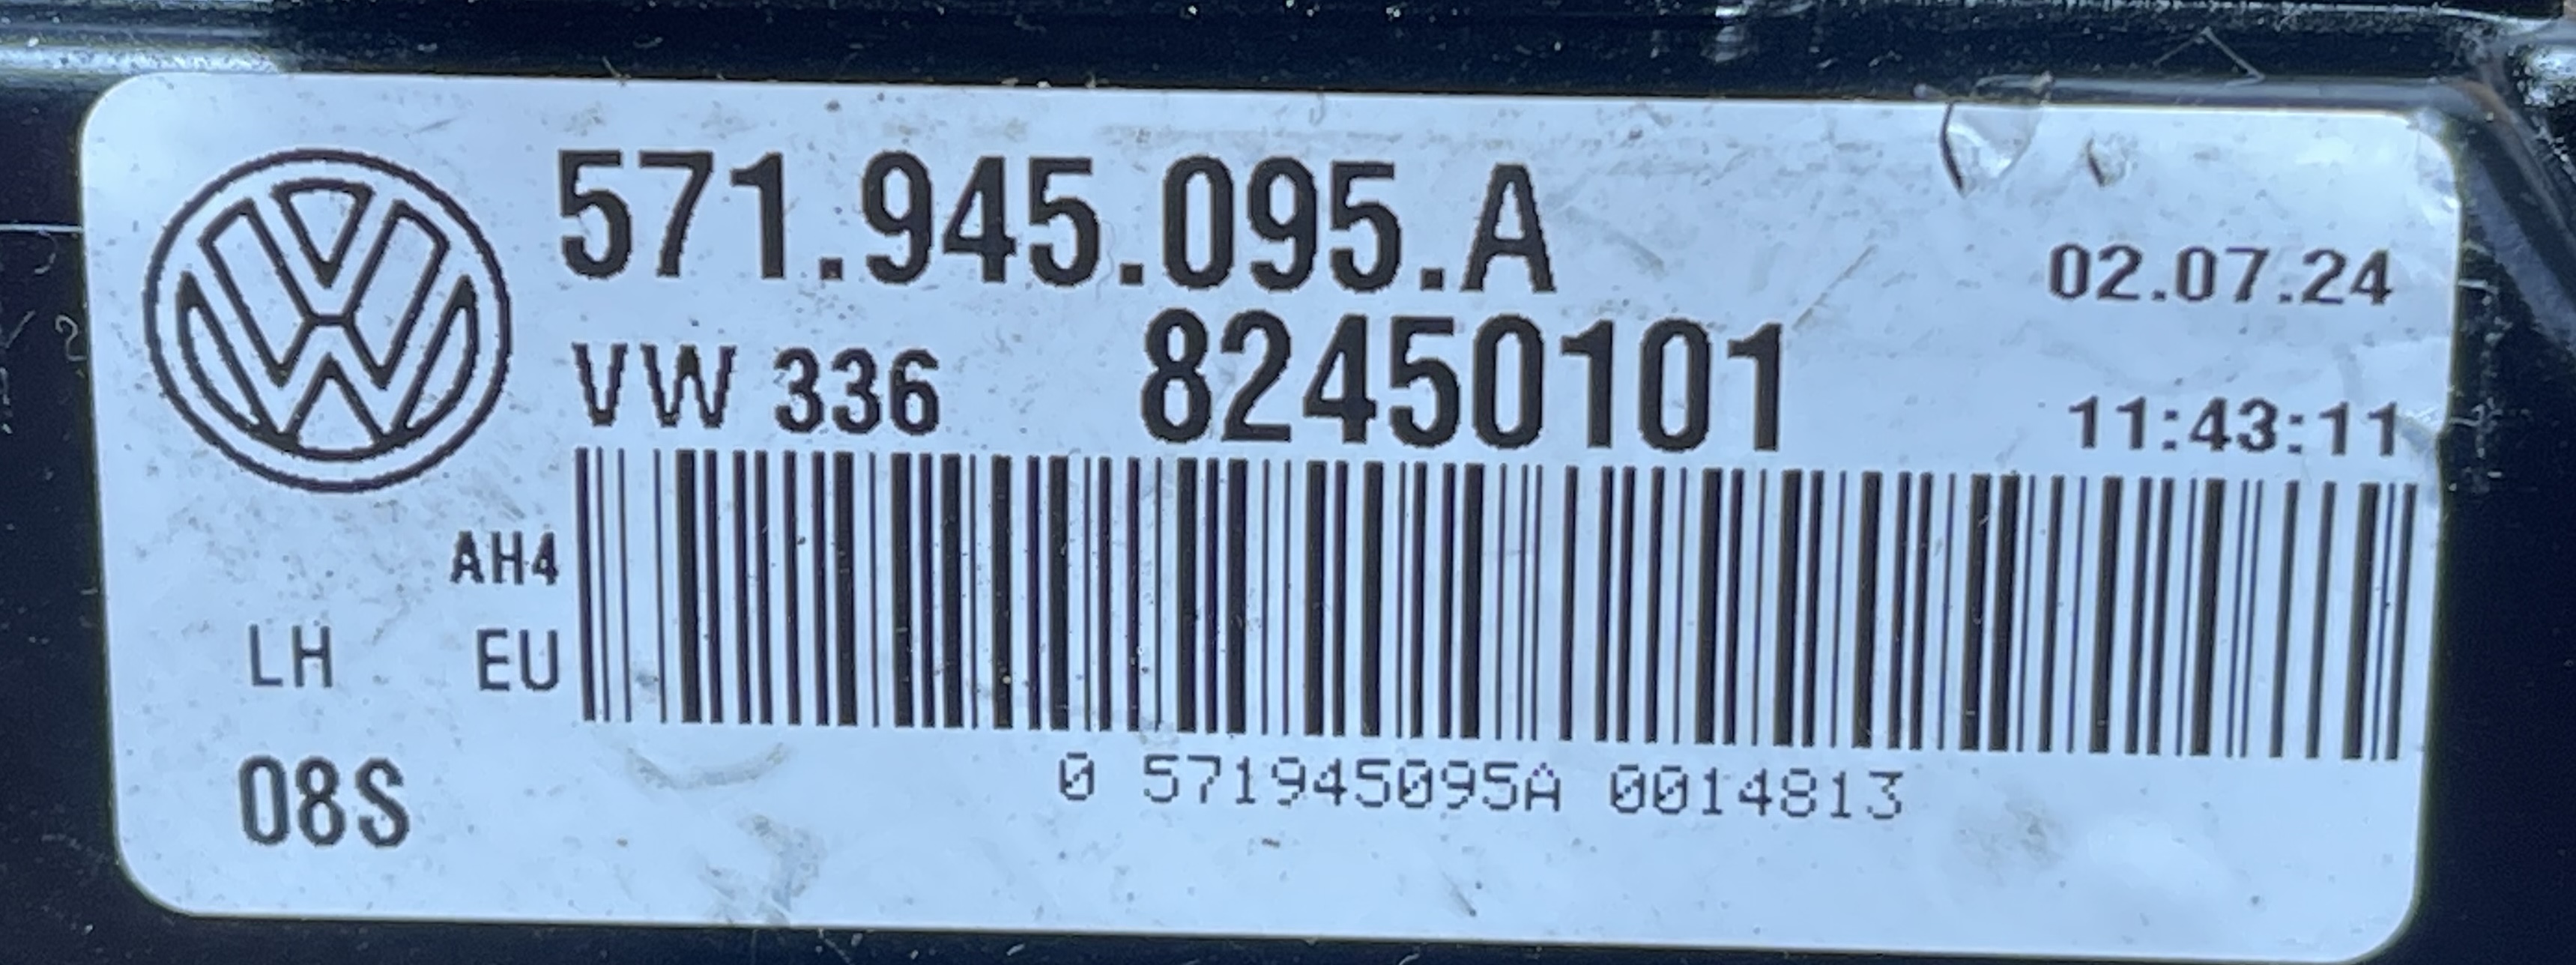 571.945.095.A
02.07.24
VW 336 82450101
11:43:11
AH4
LH EU
08S
0 571945095A 0014813